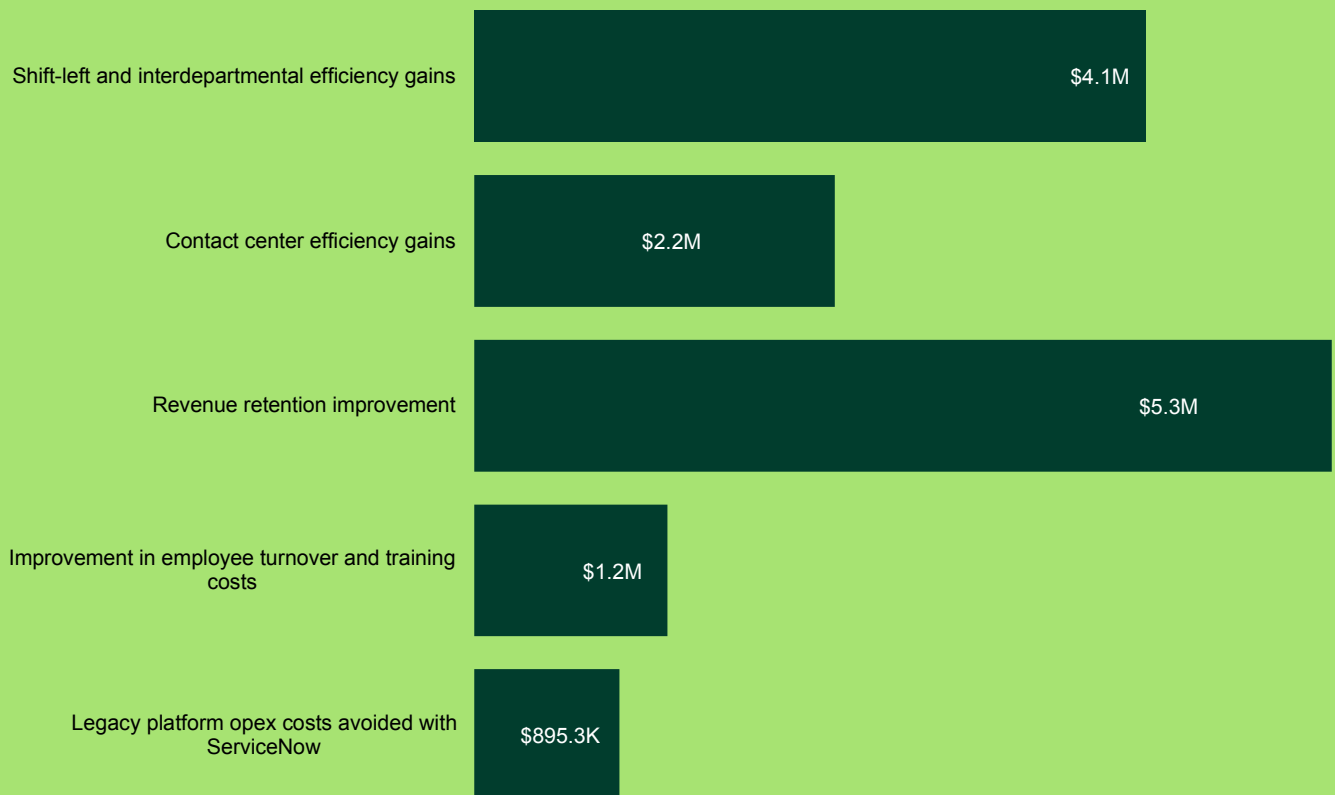 Shift-left and interdepartmental efficiency gains
$4.1M
Contact center efficiency gains
$2.2M
Revenue retention improvement
$5.3M
Improvement in employee turnover and training
costs
$1.2M
Legacy platform opex costs avoided with
ServiceNow
$895.3K